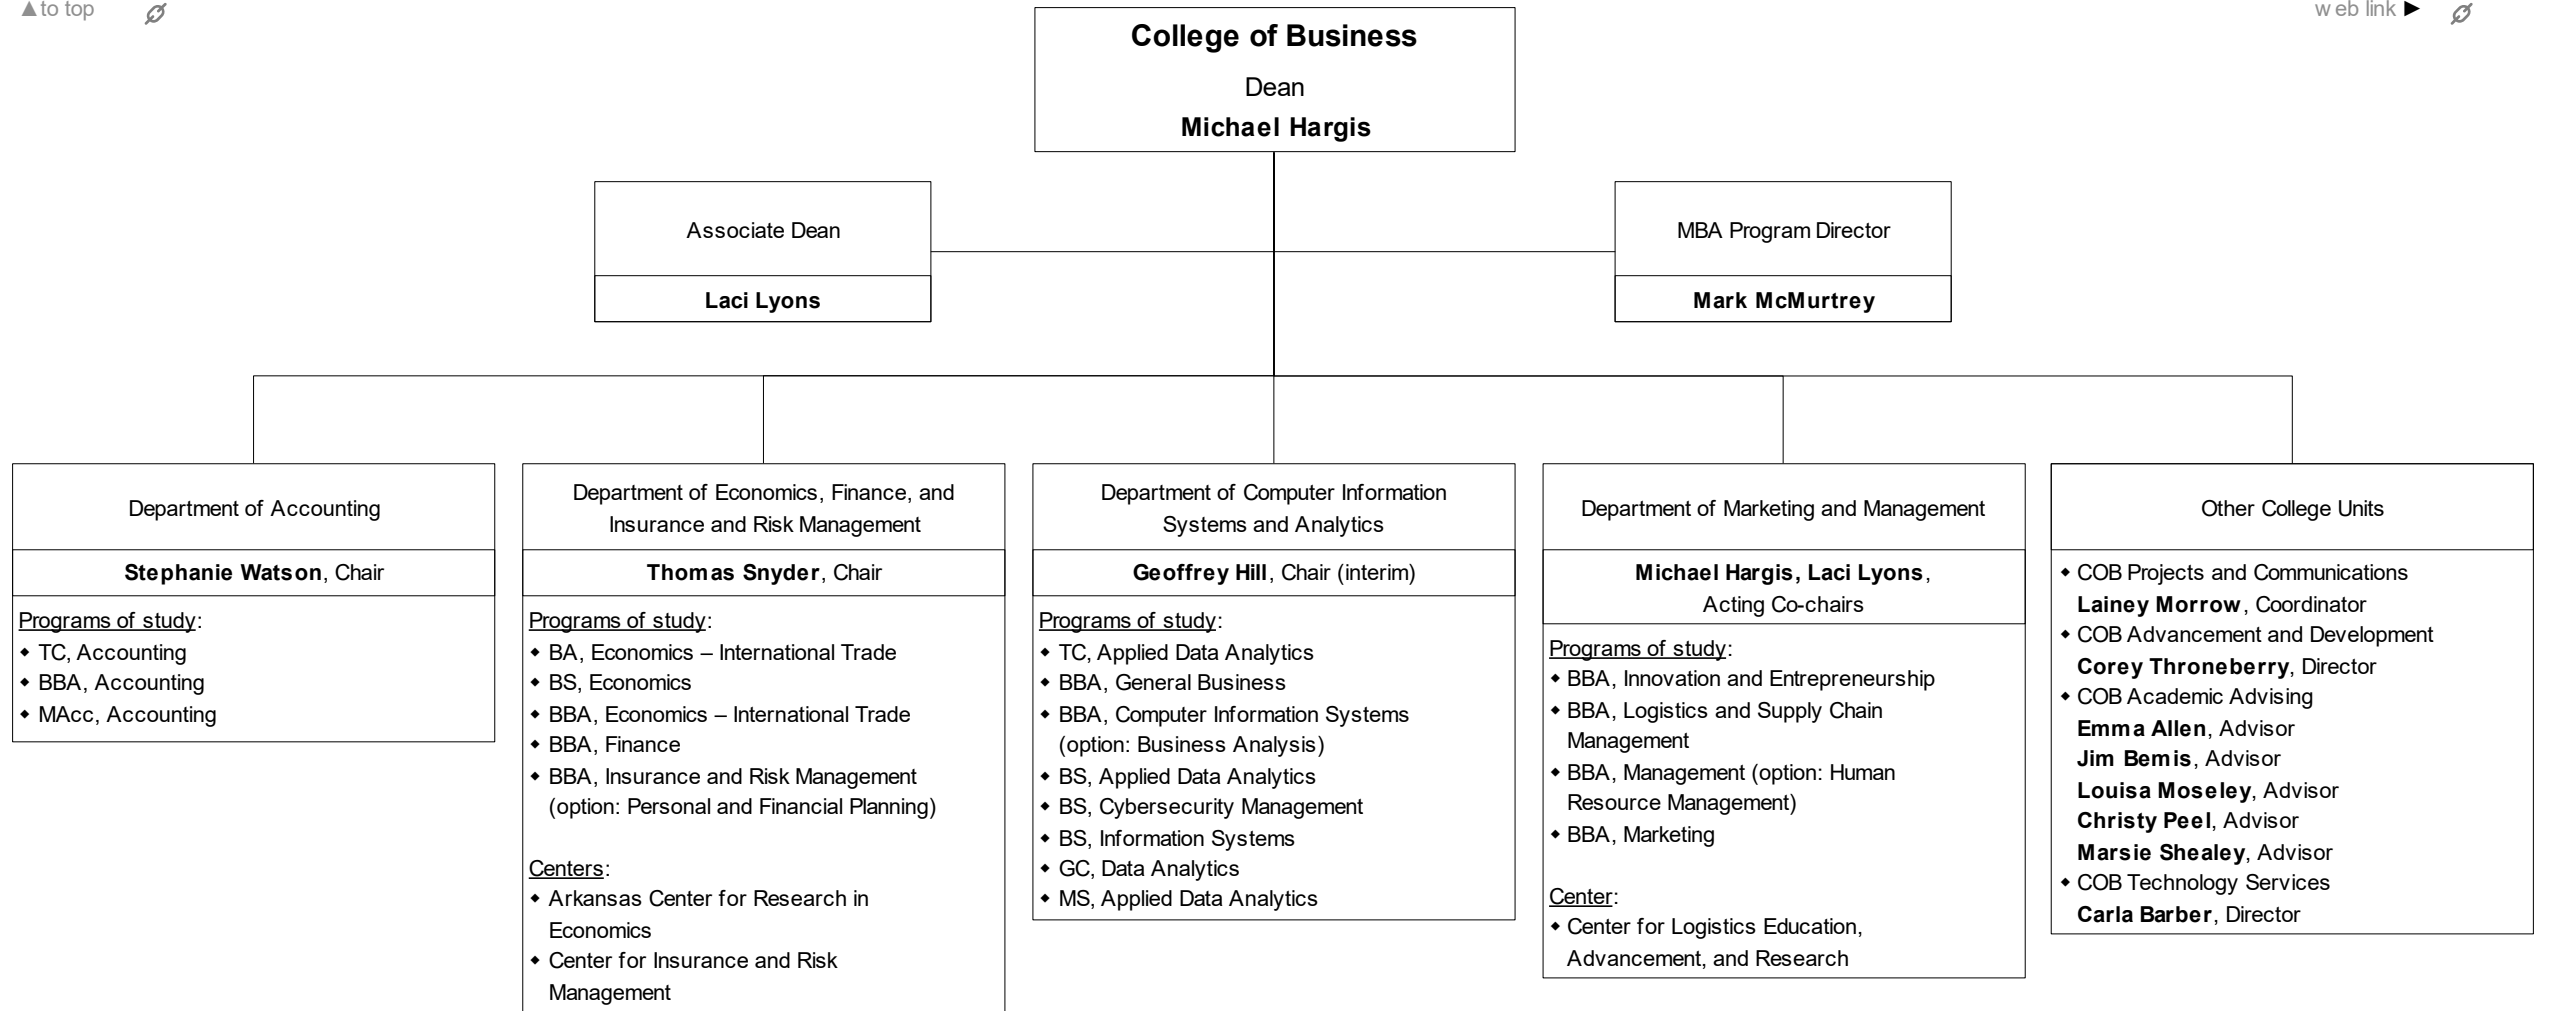 ▲to top
web link ►
College of Business
Dean
Michael Hargis
Associate Dean
Laci Lyons
MBA Program Director
Mark McMurtrey
Department of Accounting
Stephanie Watson, Chair
Programs of study:
◆ TC, Accounting
◆ BBA, Accounting
◆ MAcc, Accounting
Department of Economics, Finance, and
Insurance and Risk Management
Thomas Snyder, Chair
Programs of study:
◆ BA, Economics – International Trade
◆ BS, Economics
◆ BBA, Economics – International Trade
◆ BBA, Finance
◆ BBA, Insurance and Risk Management
(option: Personal and Financial Planning)
Centers:
◆ Arkansas Center for Research in
Economics
◆ Center for Insurance and Risk
Management
Department of Computer Information
Systems and Analytics
Geoffrey Hill, Chair (interim)
Programs of study:
◆ TC, Applied Data Analytics
◆ BBA, General Business
◆ BBA, Computer Information Systems
(option: Business Analysis)
◆ BS, Applied Data Analytics
◆ BS, Cybersecurity Management
◆ BS, Information Systems
◆ GC, Data Analytics
◆ MS, Applied Data Analytics
Department of Marketing and Management
Michael Hargis, Laci Lyons,
Acting Co-chairs
Programs of study:
◆ BBA, Innovation and Entrepreneurship
◆ BBA, Logistics and Supply Chain
Management
◆ BBA, Management (option: Human
Resource Management)
◆ BBA, Marketing
Center:
◆ Center for Logistics Education,
Advancement, and Research
Other College Units
◆ COB Projects and Communications
Lainey Morrow, Coordinator
◆ COB Advancement and Development
Corey Throneberry, Director
◆ COB Academic Advising
Emma Allen, Advisor
Jim Bemis, Advisor
Louisa Moseley, Advisor
Christy Peel, Advisor
Marsie Shealey, Advisor
◆ COB Technology Services
Carla Barber, Director